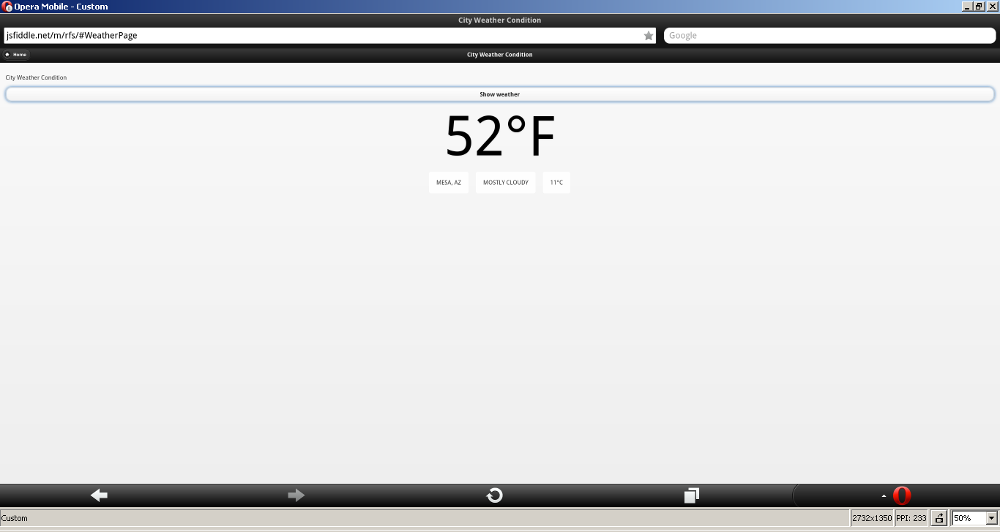 Opera Mobile - Custom
City Weather Condition
jsfiddle.net/m/rfs/#WeatherPage
Google
Home
City Weather Condition
City Weather Condition
Show weather
52°F
MESA, AZ
MOSTLY CLOUDY
11°C
Custom
2732x1350
PPI: 233
50%